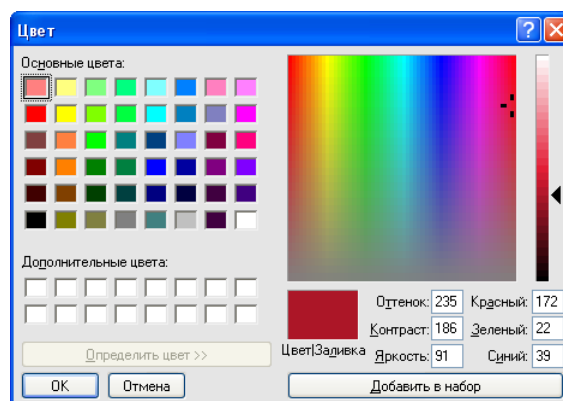 Цвет
Основные цвета:
Дополнительные цвета:
Определить цвет >>
OK
Отмена
Цвет|Заливка
Оттенок: 235
Контраст: 186
Яркость: 91
Красный: 172
Зеленый: 22
Синий: 39
Добавить в набор